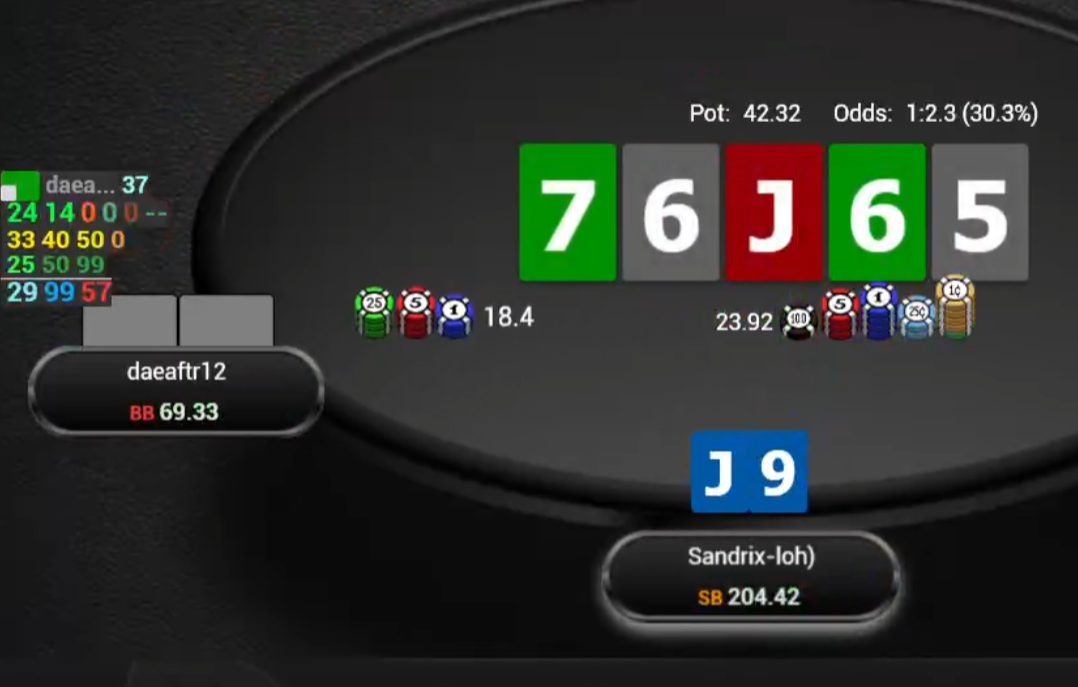 Pot: 42.32 Odds: 1:2.3 (30.3%)
7 6 J 6 5
daea... 37
24 14 0 0 0 --
33 40 50 0
25 50 99
29 99 57
25 5 1 18.4
23.92 100 5 1 25¢ 1¢
daeaftr12
BB 69.33
J 9
Sandrix-loh)
SB 204.42